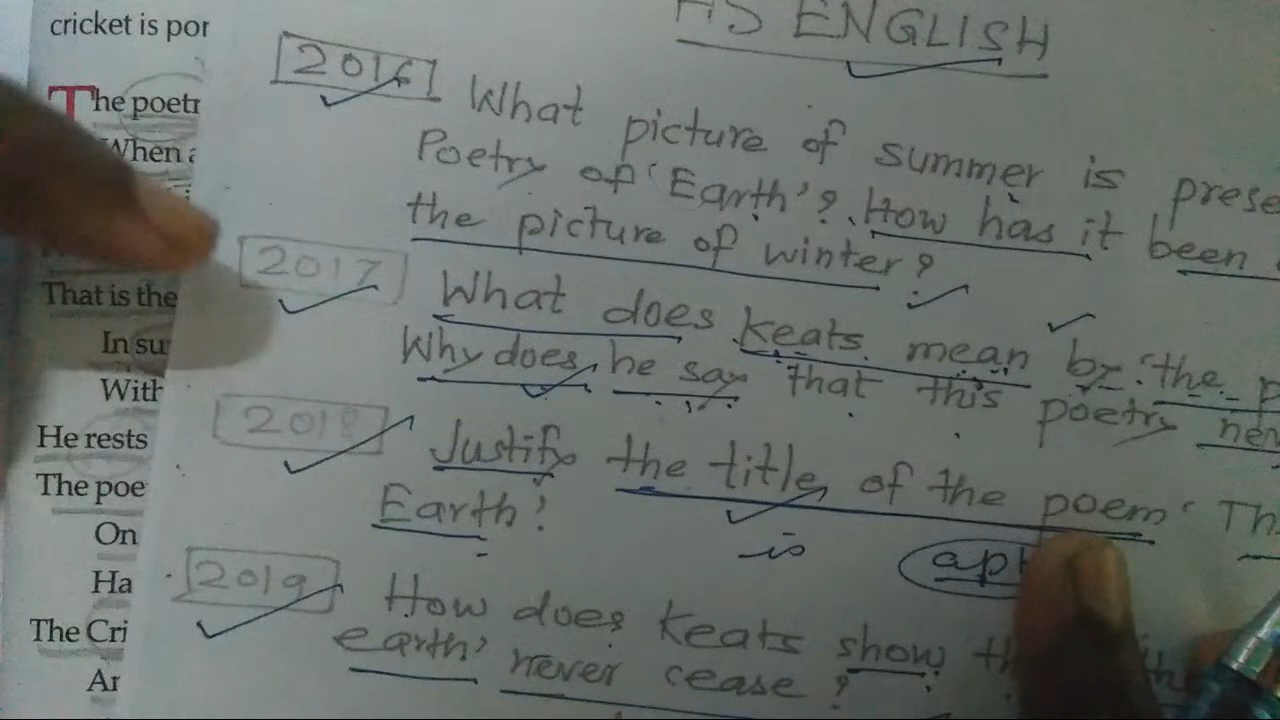 cricket is por
The poetr
When a
That is the
In su
With
He rests
The poe
On
Ha
The Cri
Ar
HS ENGLISH
2016 What picture of summer is prese
Poetry of 'Earth'? How has it been
the picture of winter?
2017 What does Keats mean by 'the p
Why does he say that this poetry nev
2018 Justify the title of the poem 'Th
Earth'.
is
ap
2019 How does Keats show th
earth' never cease?